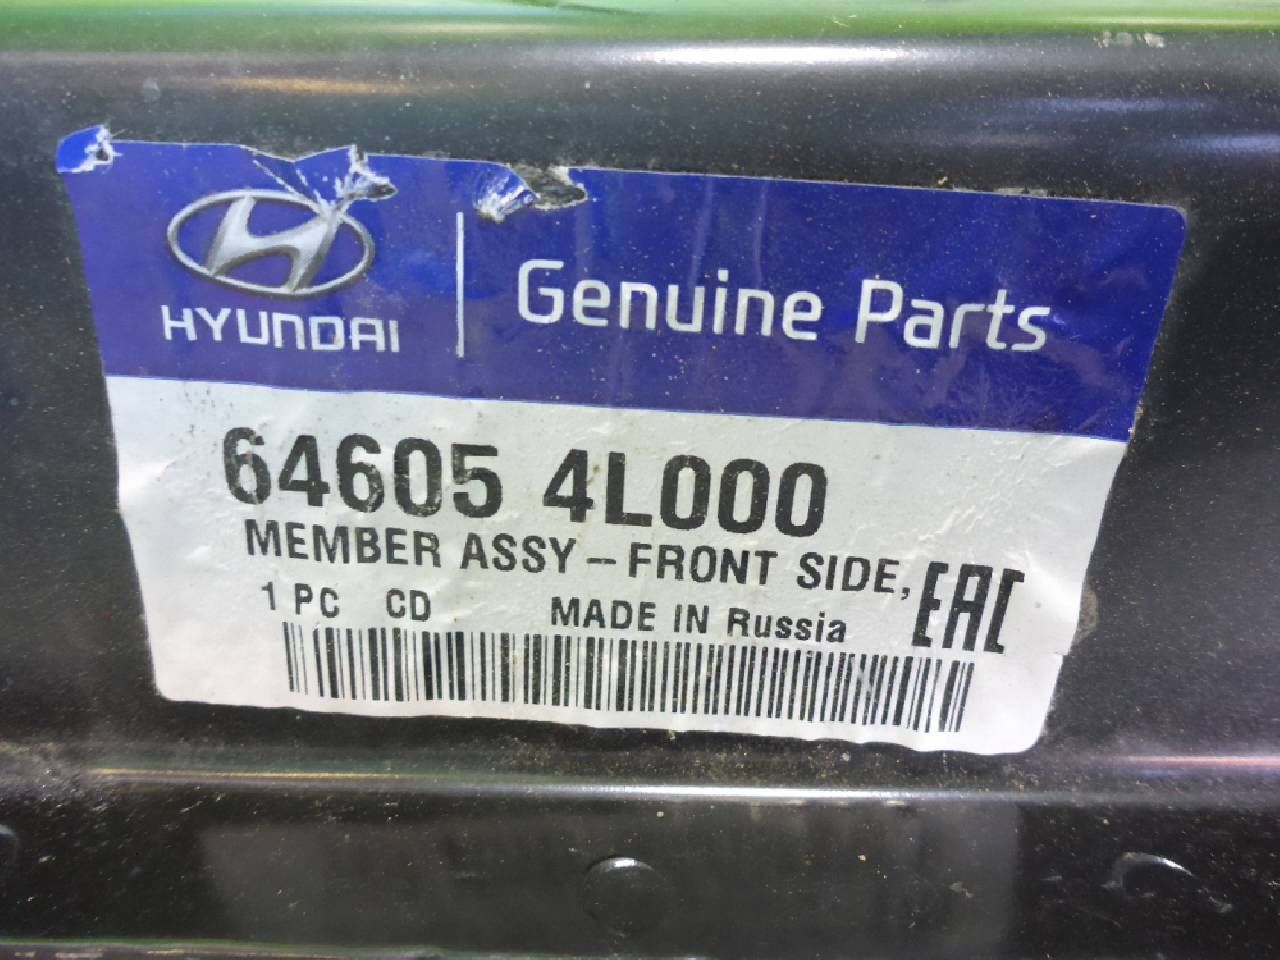 HYUNDAI
Genuine Parts
64605 4L000
MEMBER ASSY - FRONT SIDE,
EAC
1 PC CD MADE IN Russia